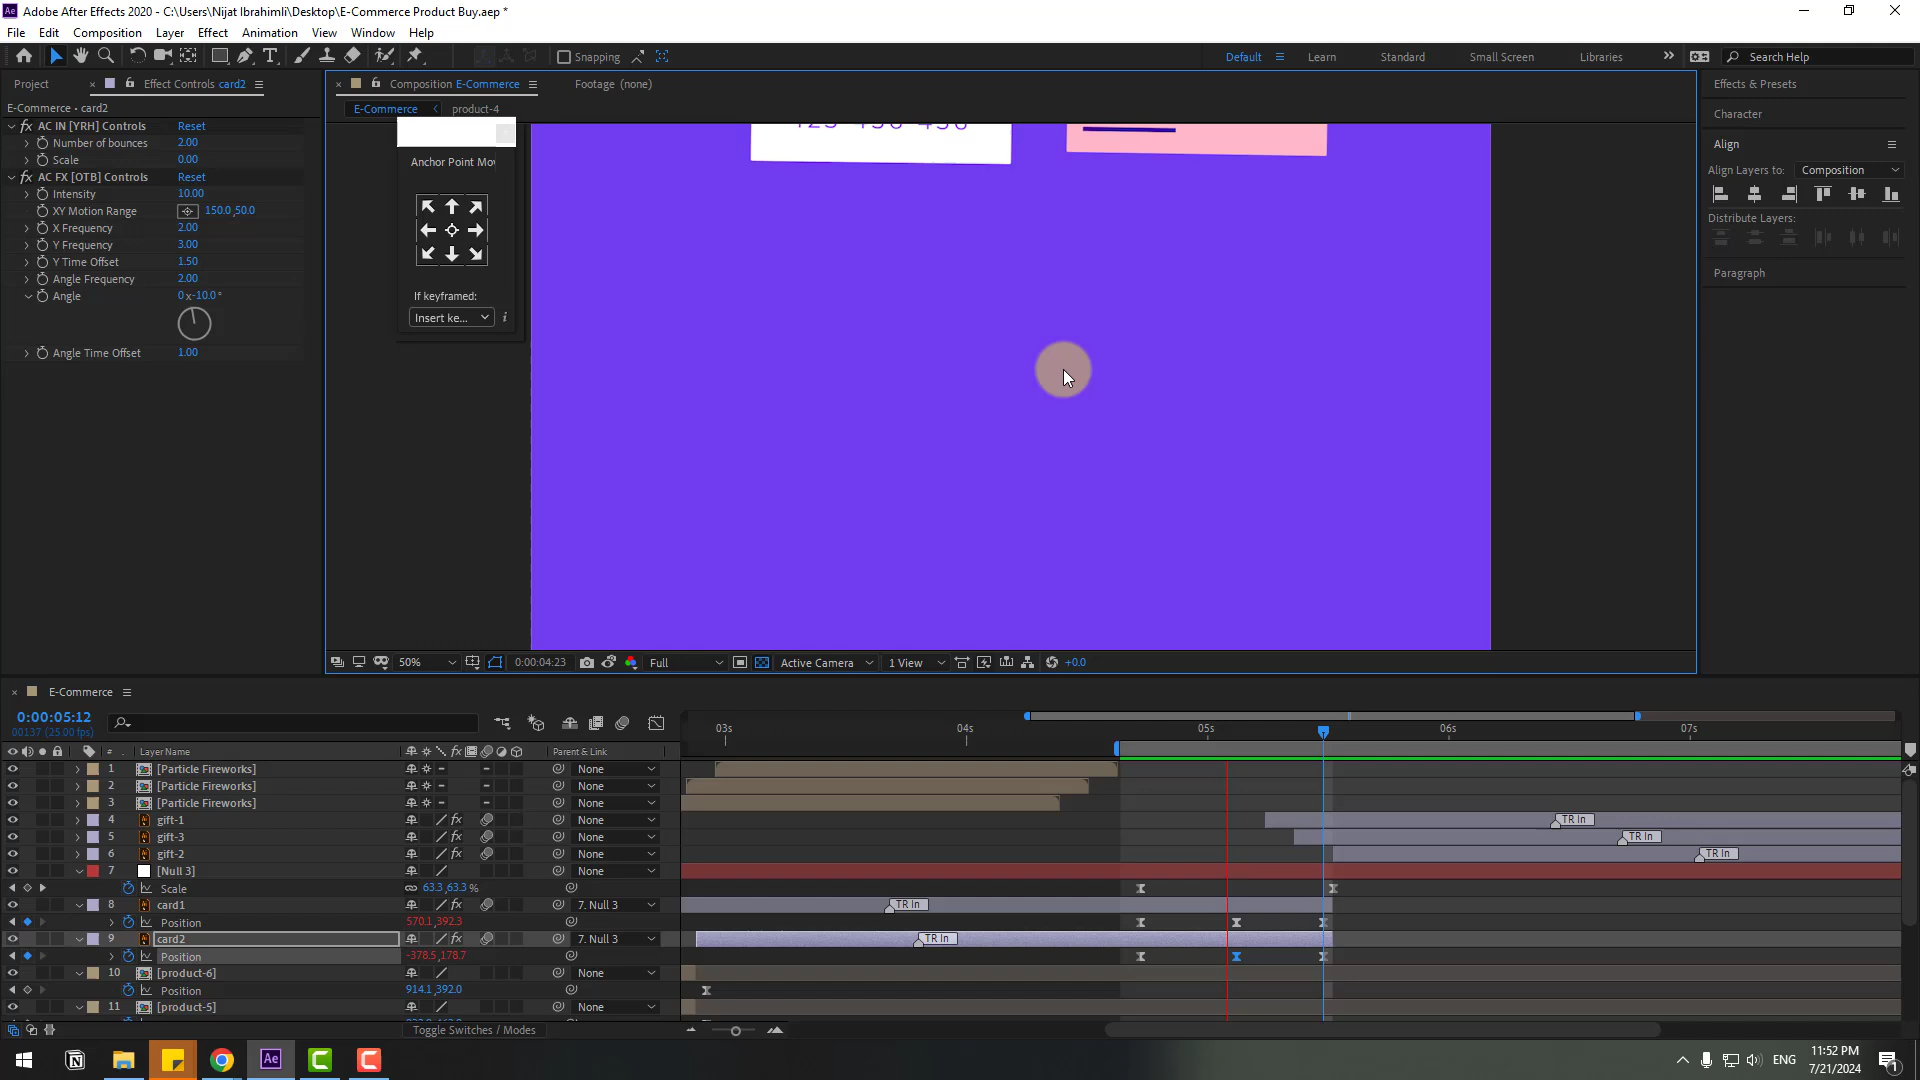 Adobe After Effects 2020 - C:\Users\Nijat Ibrahimli\Desktop\E-Commerce Product Buy.aep *
File Edit Composition Layer Effect Animation View Window Help
Snapping
Default Learn Standard Small Screen Libraries
Search Help
Project
Effect Controls card2
E-Commerce • card2
AC IN [YRH] Controls Reset
Number of bounces 2.00
Scale 0.00
AC FX [OTB] Controls Reset
Intensity 10.00
XY Motion Range 150.0,50.0
X Frequency 2.00
Y Frequency 3.00
Y Time Offset 1.50
Angle Frequency 2.00
Angle 0 x-10.0 °
Angle Time Offset 1.00
Composition E-Commerce
Footage (none)
E-Commerce product-4
123 456 456
Anchor Point Mov
If keyframed:
Insert ke...
50% 0:00:04:23 Full Active Camera 1 View +0.0
Effects & Presets
Character
Align
Align Layers to: Composition
Distribute Layers:
Paragraph
E-Commerce
0:00:05:12
00137 (25.00 fps)
# Layer Name Parent & Link
03s 04s 05s 06s 07s
1 [Particle Fireworks] None
2 [Particle Fireworks] None
3 [Particle Fireworks] None
4 gift-1 None TR In
5 gift-3 None TR In
6 gift-2 None TR In
7 [Null 3] None
Scale 63.3,63.3 %
8 card1 7. Null 3 TR In
Position 570.1,392.3
9 card2 7. Null 3 TR In
Position -378.5,178.7
10 [product-6] None
Position 914.1,392.0
11 [product-5] None
Toggle Switches / Modes
ENG
11:52 PM
7/21/2024